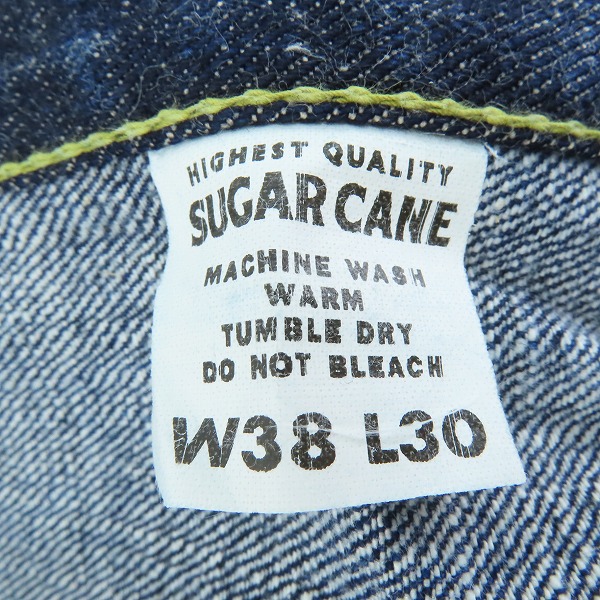 HIGHEST QUALITY
SUGAR CANE
MACHINE WASH
WARM
TUMBLE DRY
DO NOT BLEACH
W38 L30